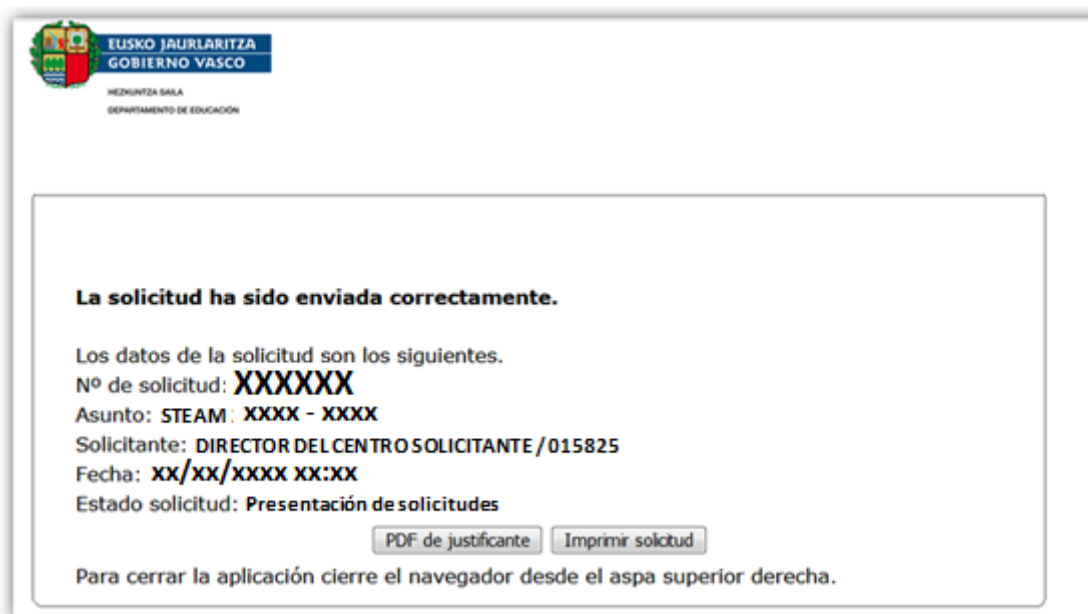 EUSKO JAURLARITZA
GOBIERNO VASCO
HEZKUNTZA SAILA
DEPARTAMENTO DE EDUCACIÓN
La solicitud ha sido enviada correctamente.
Los datos de la solicitud son los siguientes.
Nº de solicitud: XXXXXX
Asunto: STEAM : XXXX - XXXX
Solicitante: DIRECTOR DEL CENTRO SOLICITANTE / 015825
Fecha: xx/xx/xxxx xx:xx
Estado solicitud: Presentación de solicitudes
PDF de justificante Imprimir solicitud
Para cerrar la aplicación cierre el navegador desde el aspa superior derecha.